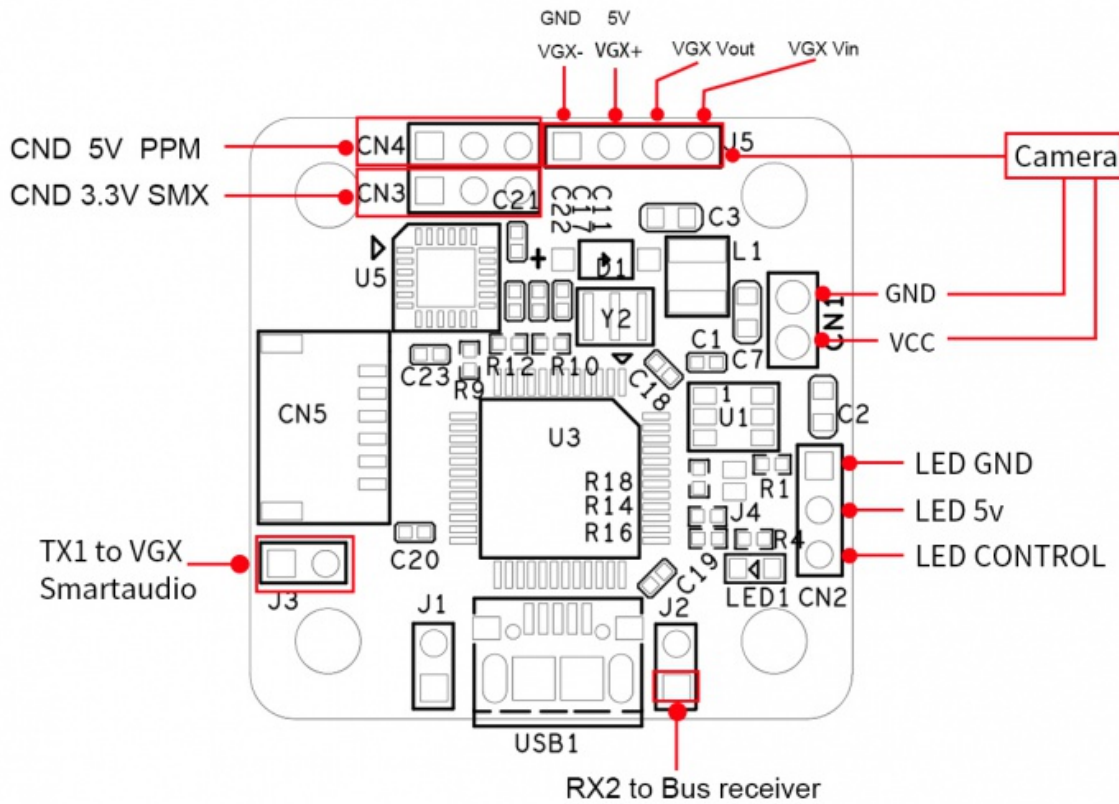 GND 5V
VGX- VGX+ VGX Vout VGX Vin
CND 5V PPM
CN4
J5
Camera
CND 3.3V SMX
CN3
C21
C22
C17
C11
C3
U5
D1
L1
GND
CN1
Y2
VCC
C23
R9
R12
R10
C18
C1
C7
CN5
U3
1
U1
C2
LED GND
R18
R1
R14
J4
LED 5v
R16
R4
TX1 to VGX
Smartaudio
C20
C19
LED CONTROL
J3
J1
J2
LED1
CN2
USB1
RX2 to Bus receiver